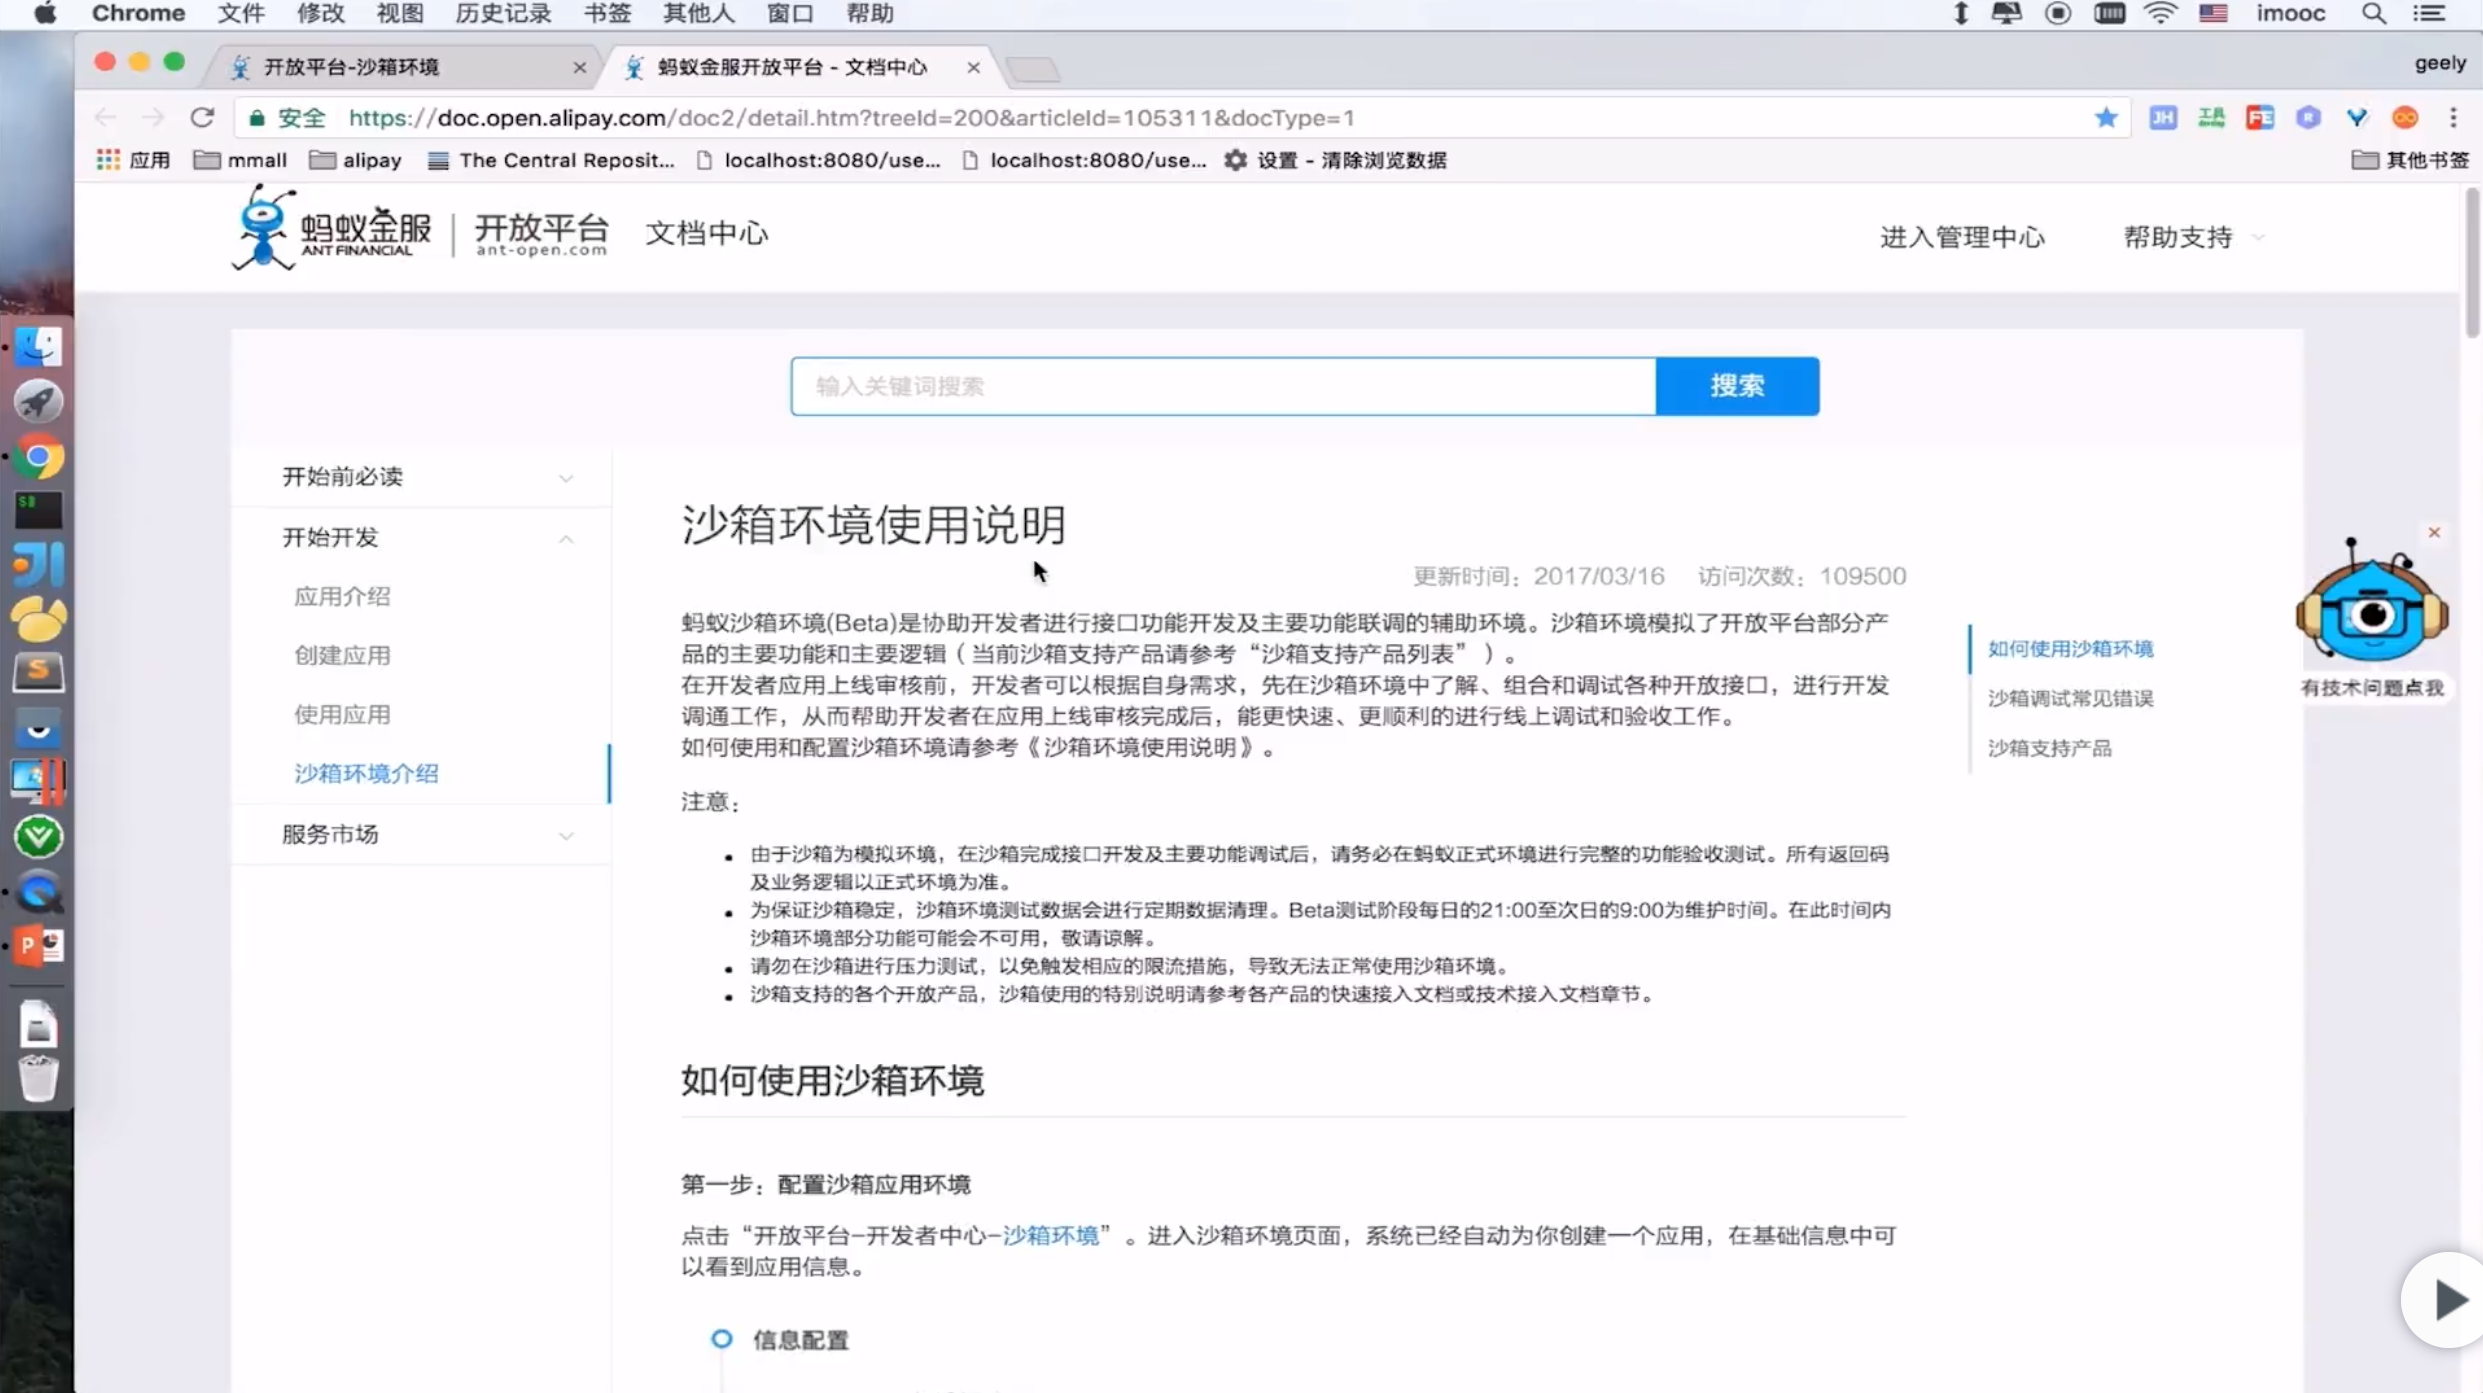 Chrome 文件 修改 视图 历史记录 书签 其他人 窗口 帮助 imooc
开放平台-沙箱环境 蚂蚁金服开放平台 - 文档中心 geely
安全 https://doc.open.alipay.com/doc2/detail.htm?treeId=200&articleId=105311&docType=1
应用 mmall alipay The Central Reposit... localhost:8080/use... localhost:8080/use... 设置 - 清除浏览数据 其他书签
蚂蚁金服 开放平台 文档中心 进入管理中心 帮助支持
ANT FINANCIAL ant-open.com
输入关键词搜索 搜索
开始前必读
开始开发
应用介绍
创建应用
使用应用
沙箱环境介绍
服务市场
沙箱环境使用说明
更新时间：2017/03/16 访问次数：109500
蚂蚁沙箱环境(Beta)是协助开发者进行接口功能开发及主要功能联调的辅助环境。沙箱环境模拟了开放平台部分产
品的主要功能和主要逻辑（当前沙箱支持产品请参考“沙箱支持产品列表”）。
在开发者应用上线审核前，开发者可以根据自身需求，先在沙箱环境中了解、组合和调试各种开放接口，进行开发
调通工作，从而帮助开发者在应用上线审核完成后，能更快速、更顺利的进行线上调试和验收工作。
如何使用和配置沙箱环境请参考《沙箱环境使用说明》。
注意：
由于沙箱为模拟环境，在沙箱完成接口开发及主要功能调试后，请务必在蚂蚁正式环境进行完整的功能验收测试。所有返回码
及业务逻辑以正式环境为准。
为保证沙箱稳定，沙箱环境测试数据会进行定期数据清理。Beta测试阶段每日的21:00至次日的9:00为维护时间。在此时间内
沙箱环境部分功能可能会不可用，敬请谅解。
请勿在沙箱进行压力测试，以免触发相应的限流措施，导致无法正常使用沙箱环境。
沙箱支持的各个开放产品，沙箱使用的特别说明请参考各产品的快速接入文档或技术接入文档章节。
如何使用沙箱环境
第一步：配置沙箱应用环境
点击“开放平台-开发者中心-沙箱环境”。进入沙箱环境页面，系统已经自动为你创建一个应用，在基础信息中可
以看到应用信息。
信息配置
如何使用沙箱环境
沙箱调试常见错误
沙箱支持产品
有技术问题点我